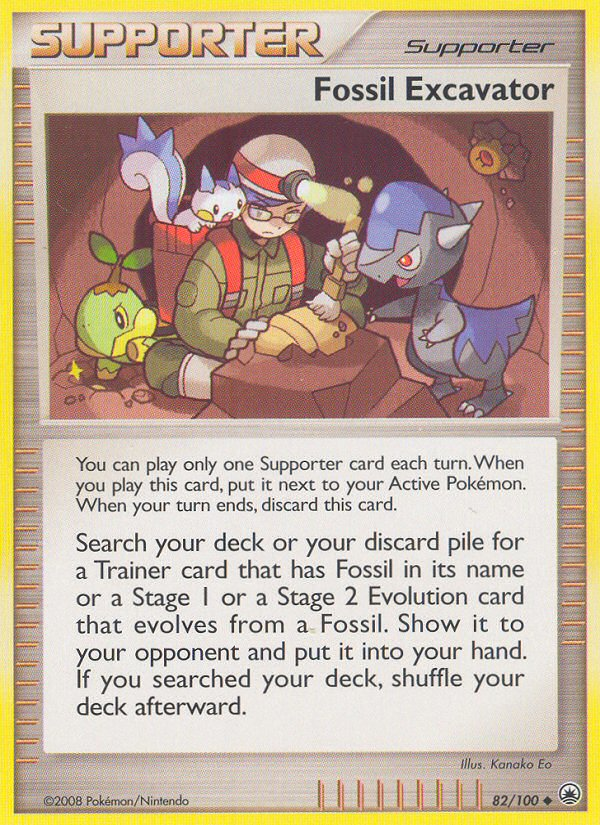 SUPPORTER
Supporter
Fossil Excavator
You can play only one Supporter card each turn. When
you play this card, put it next to your Active Pokémon.
When your turn ends, discard this card.
Search your deck or your discard pile for
a Trainer card that has Fossil in its name
or a Stage 1 or a Stage 2 Evolution card
that evolves from a Fossil. Show it to
your opponent and put it into your hand.
If you searched your deck, shuffle your
deck afterward.
Illus. Kanako Eo
©2008 Pokémon/Nintendo
82/100